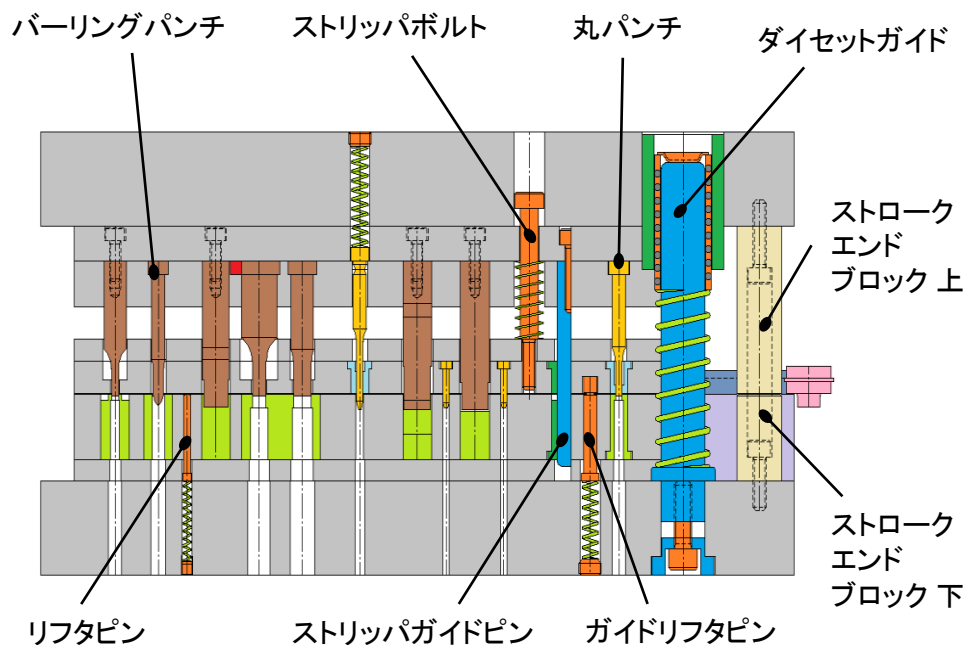 バーリングパンチ
ストリッパボルト
丸パンチ
ダイセットガイド
ストローク
エンド
ブロック 上
ストローク
エンド
ブロック 下
リフタピン
ストリッパガイドピン
ガイドリフタピン